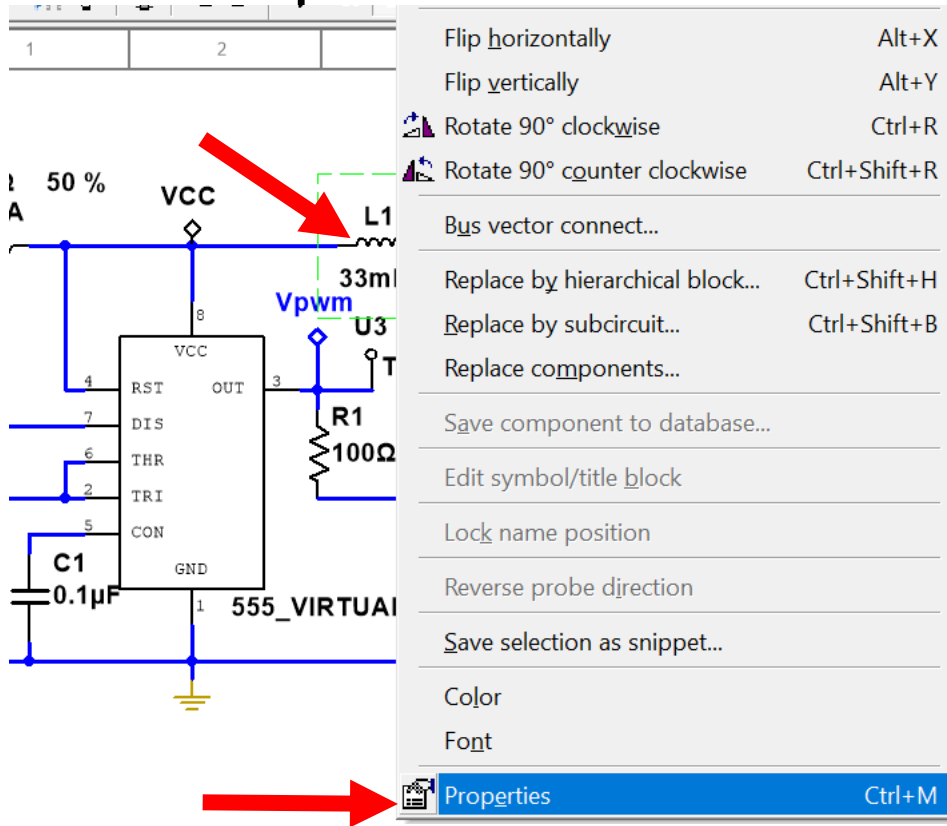 1 2
Flip horizontally Alt+X
Flip vertically Alt+Y
Rotate 90° clockwise Ctrl+R
Rotate 90° counter clockwise Ctrl+Shift+R
Bus vector connect...
Replace by hierarchical block... Ctrl+Shift+H
Replace by subcircuit... Ctrl+Shift+B
Replace components...
Save component to database...
Edit symbol/title block
Lock name position
Reverse probe direction
Save selection as snippet...
Color
Font
Properties Ctrl+M
50 %
A
VCC
L1
33m
Vpwm
U3
T
8
VCC
4 RST OUT 3
7 DIS
R1
100Ω
6 THR
2 TRI
5 CON
C1
0.1µF
GND
1
555_VIRTUAL